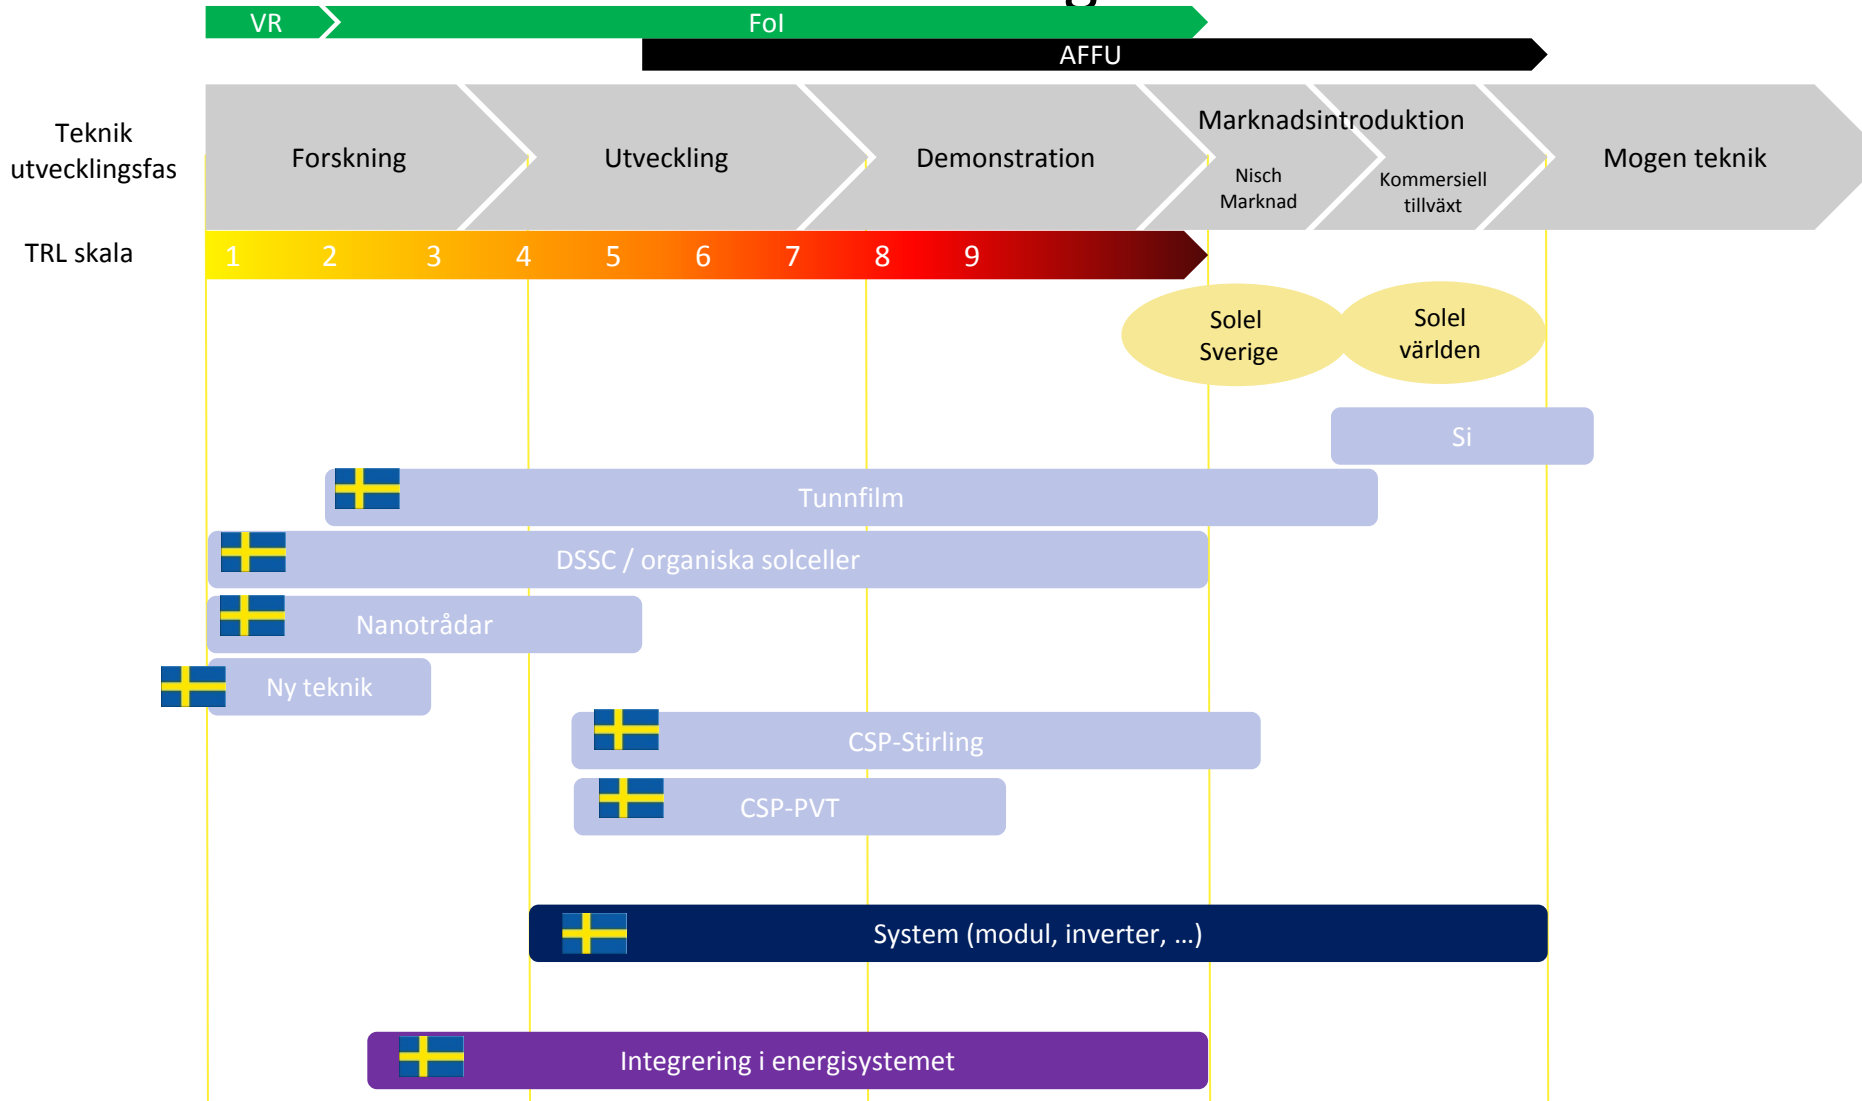 VR
FoI
AFFU
Teknik
utvecklingsfas
Forskning
Utveckling
Demonstration
Marknadsintroduktion
Nisch
Marknad
Kommersiell
tillväxt
Mogen teknik
TRL skala
1 2 3 4 5 6 7 8 9
Solel
Sverige
Solel
världen
Si
Tunnfilm
DSSC / organiska solceller
Nanotrådar
Ny teknik
CSP-Stirling
CSP-PVT
System (modul, inverter, ...)
Integrering i energisystemet